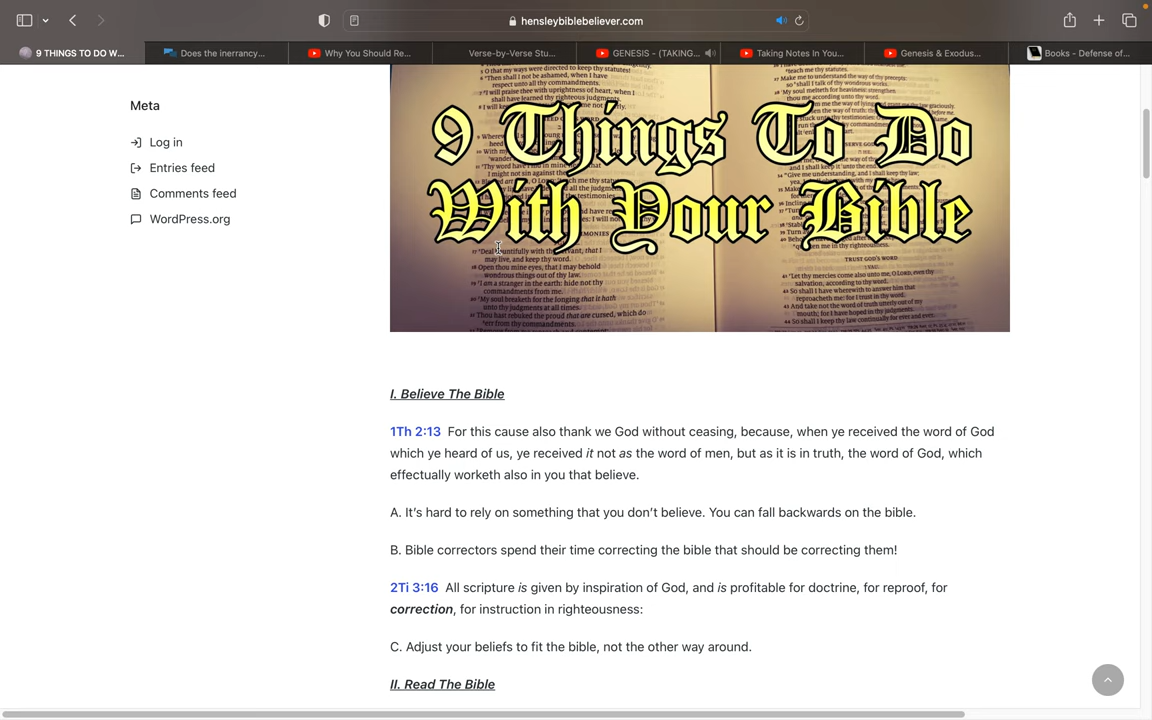 hensleybiblebeliever.com
9 THINGS TO DO W...
Does the inerrancy...
Why You Should Re...
Verse-by-Verse Stu...
GENESIS - (TAKING...
Taking Notes In You...
Genesis & Exodus...
Books - Defense of...
Meta
Log in
Entries feed
Comments feed
WordPress.org
9 Things To Do
With Your Bible
I. Believe The Bible
1Th 2:13 For this cause also thank we God without ceasing, because, when ye received the word of God
which ye heard of us, ye received it not as the word of men, but as it is in truth, the word of God, which
effectually worketh also in you that believe.
A. It’s hard to rely on something that you don’t believe. You can fall backwards on the bible.
B. Bible correctors spend their time correcting the bible that should be correcting them!
2Ti 3:16 All scripture is given by inspiration of God, and is profitable for doctrine, for reproof, for
correction, for instruction in righteousness:
C. Adjust your beliefs to fit the bible, not the other way around.
II. Read The Bible